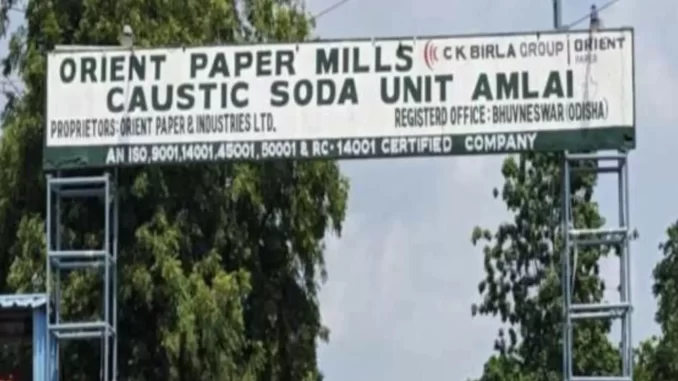 ORIENT PAPER MILLS CK BIRLA GROUP | ORIENT PAPER
CAUSTIC SODA UNIT AMLAI
PROPRIETORS: ORIENT PAPER & INDUSTRIES LTD. REGISTERD OFFICE: BHUVNESWAR (ODISHA)
AN ISO,9001,14001,45001,50001 & RC-14001 CERTIFIED COMPANY